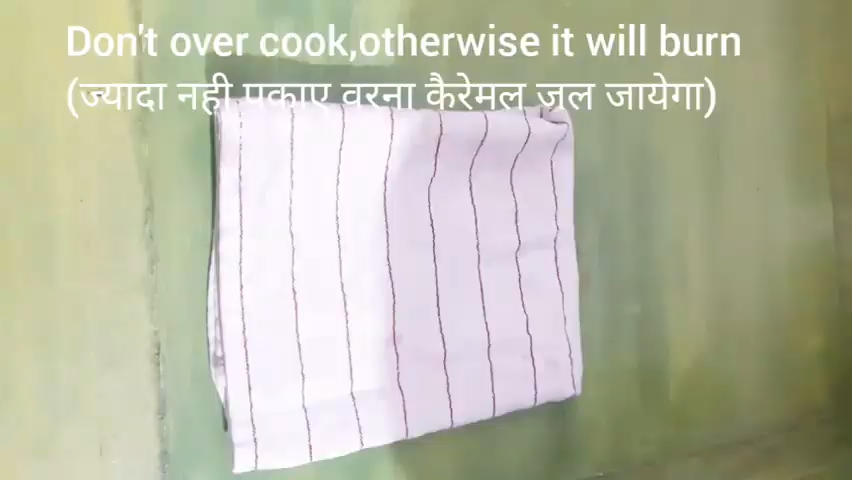 Don't over cook,otherwise it will burn
(ज्यादा नही पकाए वरना कैरेमल जल जायेगा)